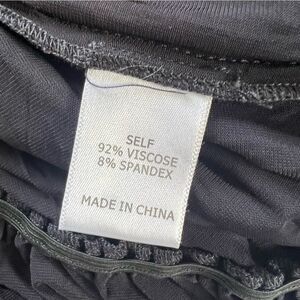 SELF
92% VISCOSE
8% SPANDEX
MADE IN CHINA